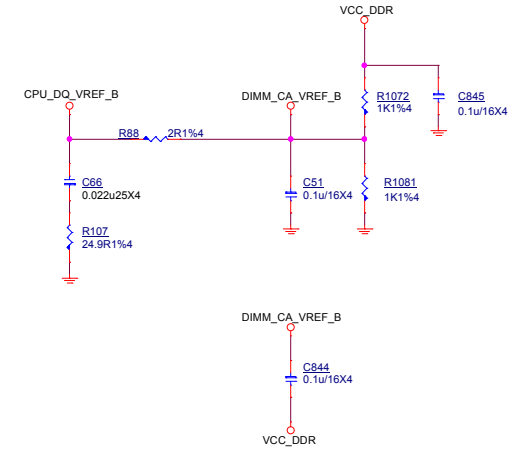 VCC_DDR
CPU_DQ_VREF_B
DIMM_CA_VREF_B
R1072
1K1%4
C845
0.1u/16X4
R88
2R1%4
C66
0.022u25X4
C51
0.1u/16X4
R1081
1K1%4
R107
24.9R1%4
DIMM_CA_VREF_B
C844
0.1u/16X4
VCC_DDR